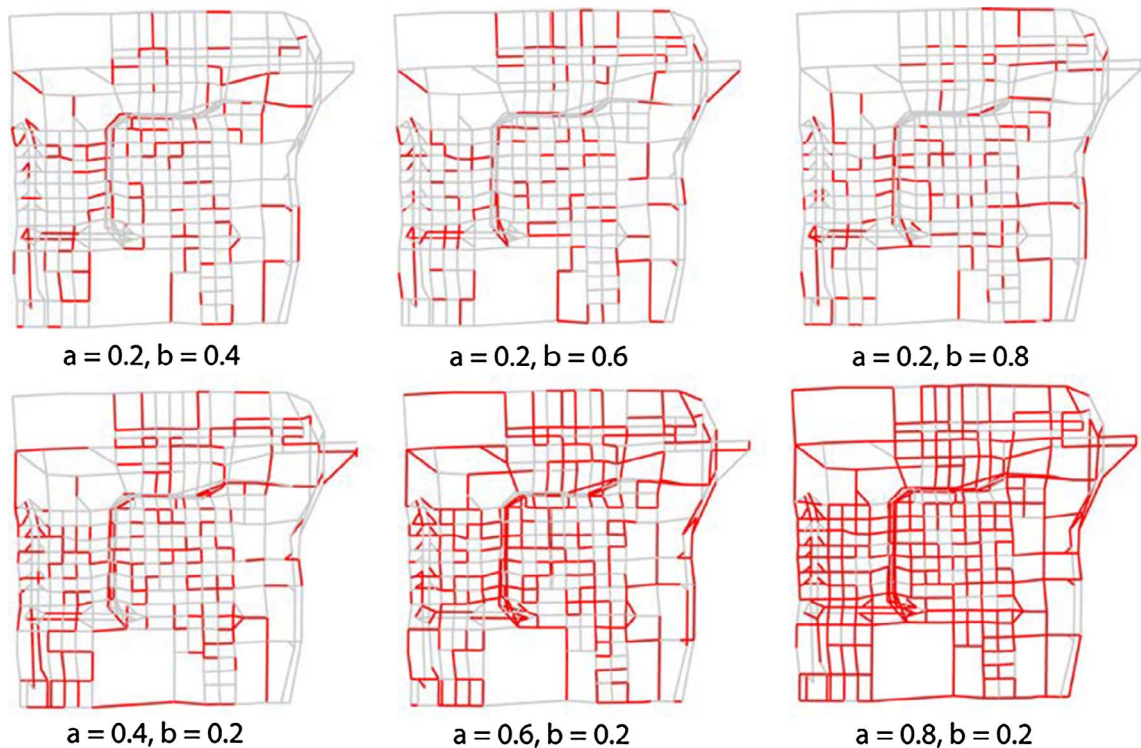 a = 0.2, b = 0.4
a = 0.2, b = 0.6
a = 0.2, b = 0.8
a = 0.4, b = 0.2
a = 0.6, b = 0.2
a = 0.8, b = 0.2